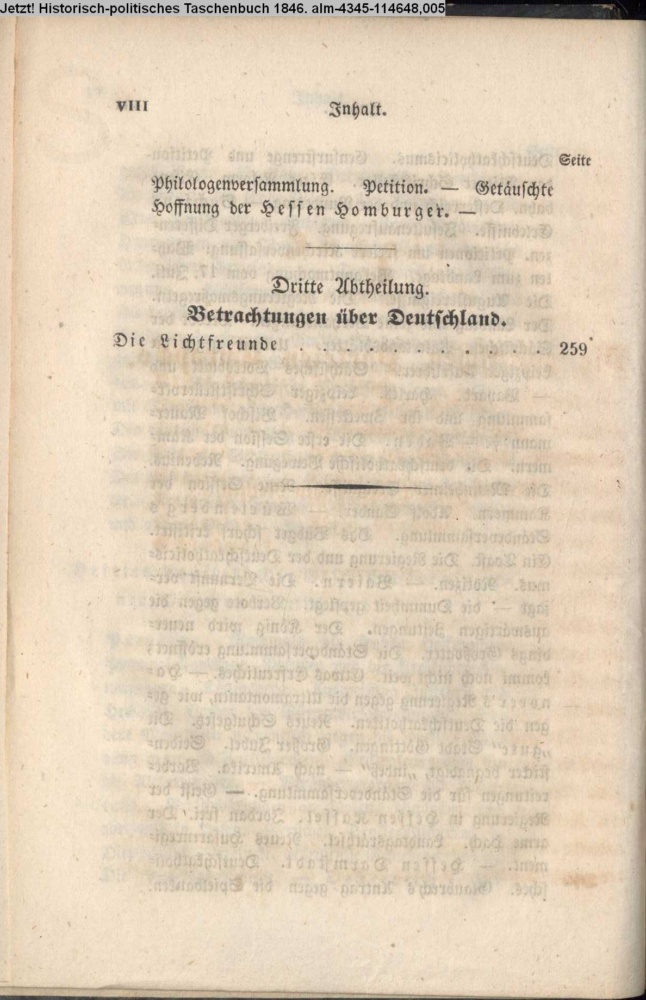 Jetzt! Historisch-politisches Taschenbuch 1846. alm-4345-114648,005
VIII
Inhalt.
Seite
Philologenversammlung. Petition. — Getäuschte
Hoffnung der Hessen Homburger. —
Dritte Abtheilung.
Betrachtungen über Deutschland.
Die Lichtfreunde . . . . . . . . . . . 259